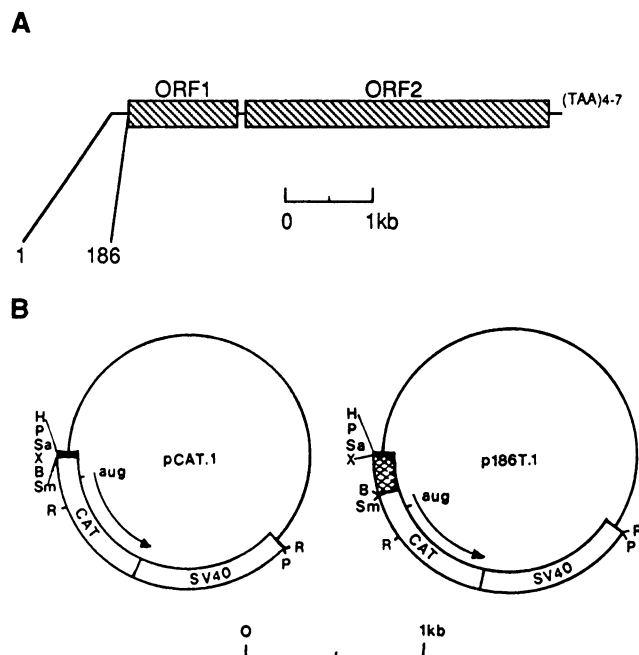 A
ORF1 ORF2 (TAA)4-7
0 1kb
1 186
B
H
P
Sa
X
B
Sm
R
aug
CAT
SV40
R
P
pCAT.1
H
P
Sa
X
B
Sm
R
aug
CAT
SV40
R
P
p186T.1
0 1kb